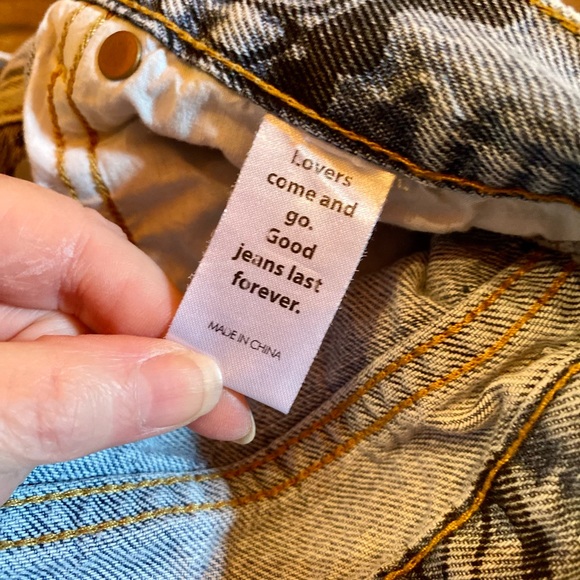 Lovers
come and
go.
Good
jeans last
forever.
MADE IN CHINA